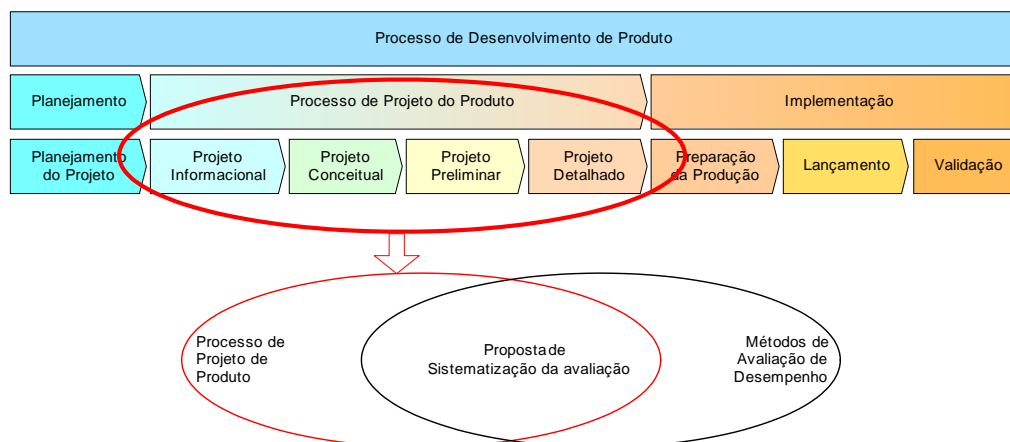 Processo de Desenvolvimento de Produto
Planejamento
Processo de Projeto do Produto
Implementação
Planejamento
do Projeto
Projeto
Informacional
Projeto
Conceitual
Projeto
Preliminar
Projeto
Detalhado
Preparação
da Produção
Lançamento
Validação
Processo de
Projeto de
Produto
Proposta de
Sistematização da avaliação
Métodos de
Avaliação de
Desempenho